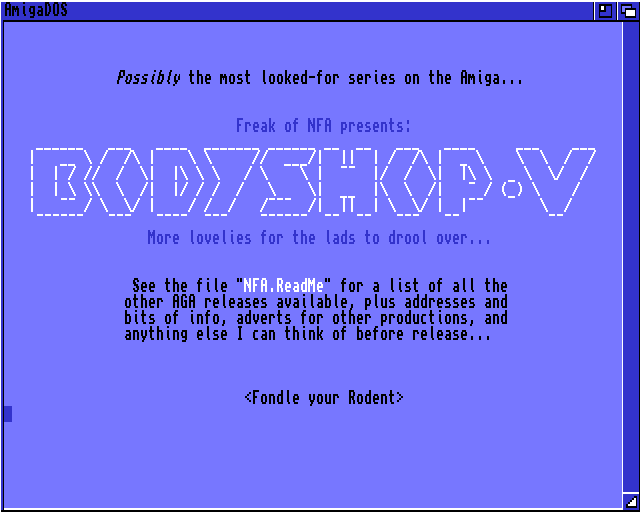 AmigaDOS
Possibly the most looked-for series on the Amiga...
Freak of NFA presents:
BODYSHOP.V
More lovelies for the lads to drool over...
See the file "NFA.ReadMe" for a list of all the
other AGA releases available, plus addresses and
bits of info, adverts for other productions, and
anything else I can think of before release...
<Fondle your Rodent>